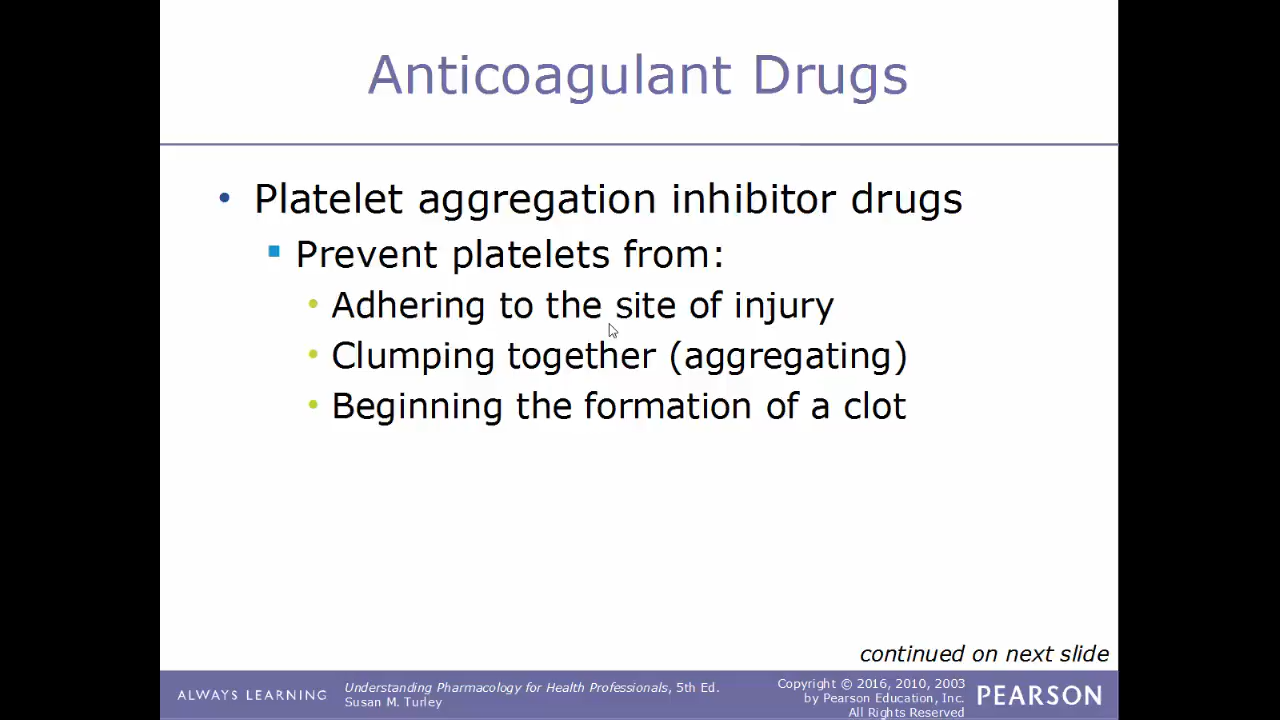 Anticoagulant Drugs
• Platelet aggregation inhibitor drugs
▪ Prevent platelets from:
• Adhering to the site of injury
• Clumping together (aggregating)
• Beginning the formation of a clot
continued on next slide
ALWAYS LEARNING
Understanding Pharmacology for Health Professionals, 5th Ed.
Susan M. Turley
Copyright © 2016, 2010, 2003
by Pearson Education, Inc.
All Rights Reserved
PEARSON